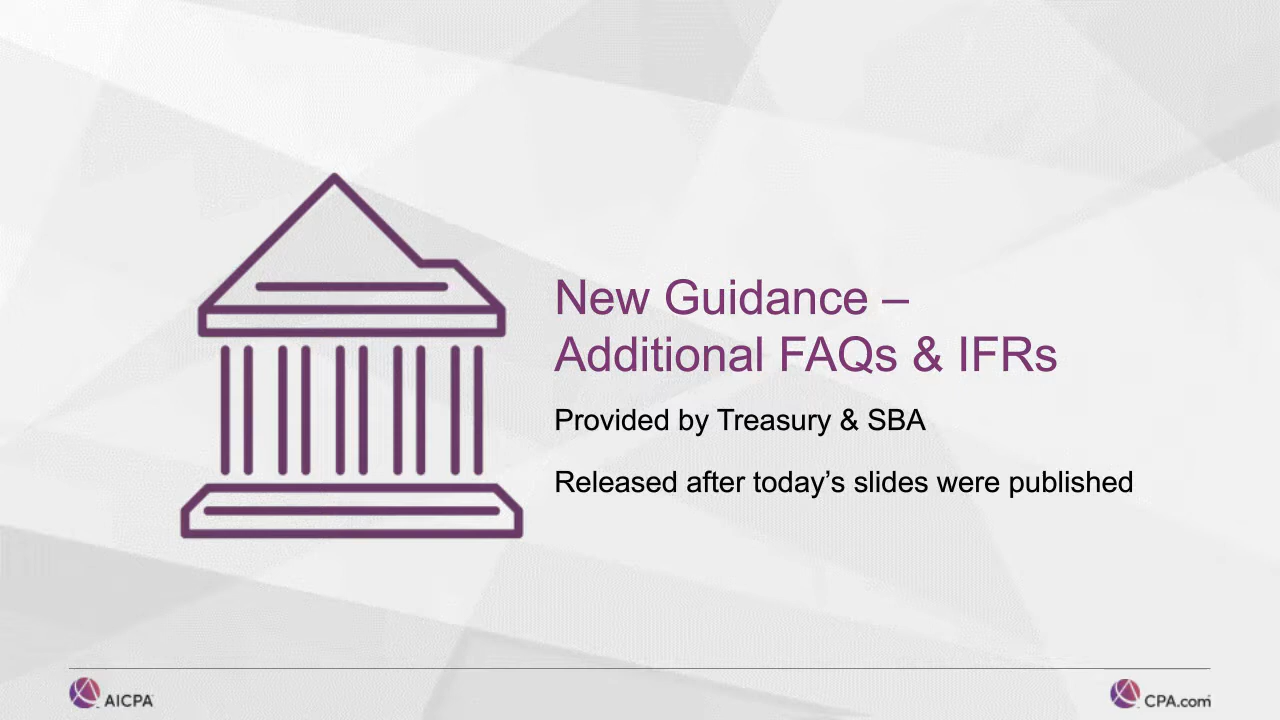 New Guidance –
Additional FAQs & IFRs
Provided by Treasury & SBA
Released after today’s slides were published
AICPA
CPA.com